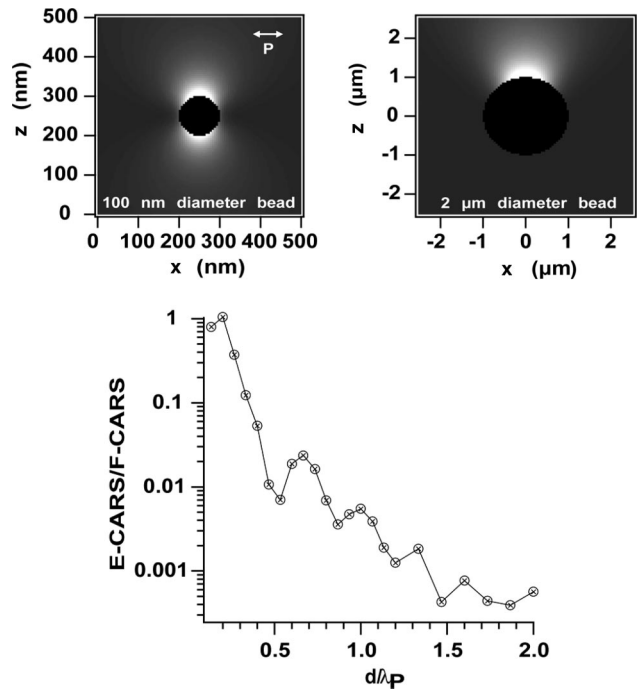 500
400
300
200
100
0
z (nm)
P
100 nm diameter bead
0 100 200 300 400 500
x (nm)
2
1
0
-1
-2
z (µm)
2 µm diameter bead
-2 -1 0 1 2
x (µm)
1
0.1
0.01
0.001
E-CARS/F-CARS
0.5 1.0 1.5 2.0
d/λP